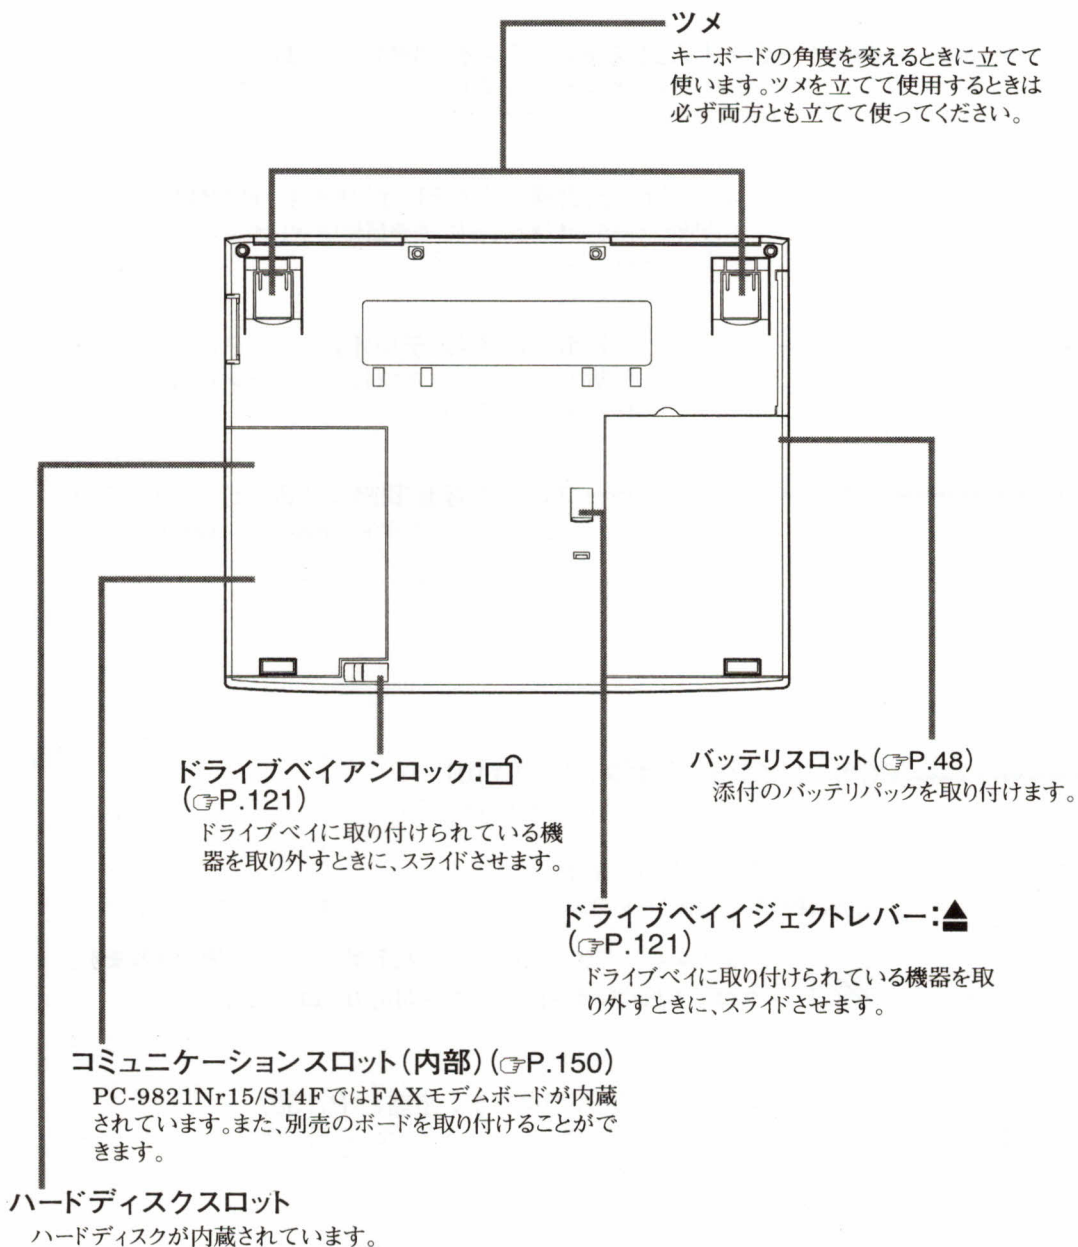 ツメ
キーボードの角度を変えるときに立てて
使います。ツメを立てて使用するときは
必ず両方とも立てて使ってください。
バッテリスロット(☞P.48)
添付のバッテリパックを取り付けます。
ドライブベイアンロック:
(☞P.121)
ドライブベイに取り付けられている機
器を取り外すときに、スライドさせます。
ドライブベイイジェクトレバー:⏏
(☞P.121)
ドライブベイに取り付けられている機器を取
り外すときに、スライドさせます。
コミュニケーションスロット(内部)(☞P.150)
PC-9821Nr15/S14FではFAXモデムボードが内蔵
されています。また、別売のボードを取り付けることがで
きます。
ハードディスクスロット
ハードディスクが内蔵されています。